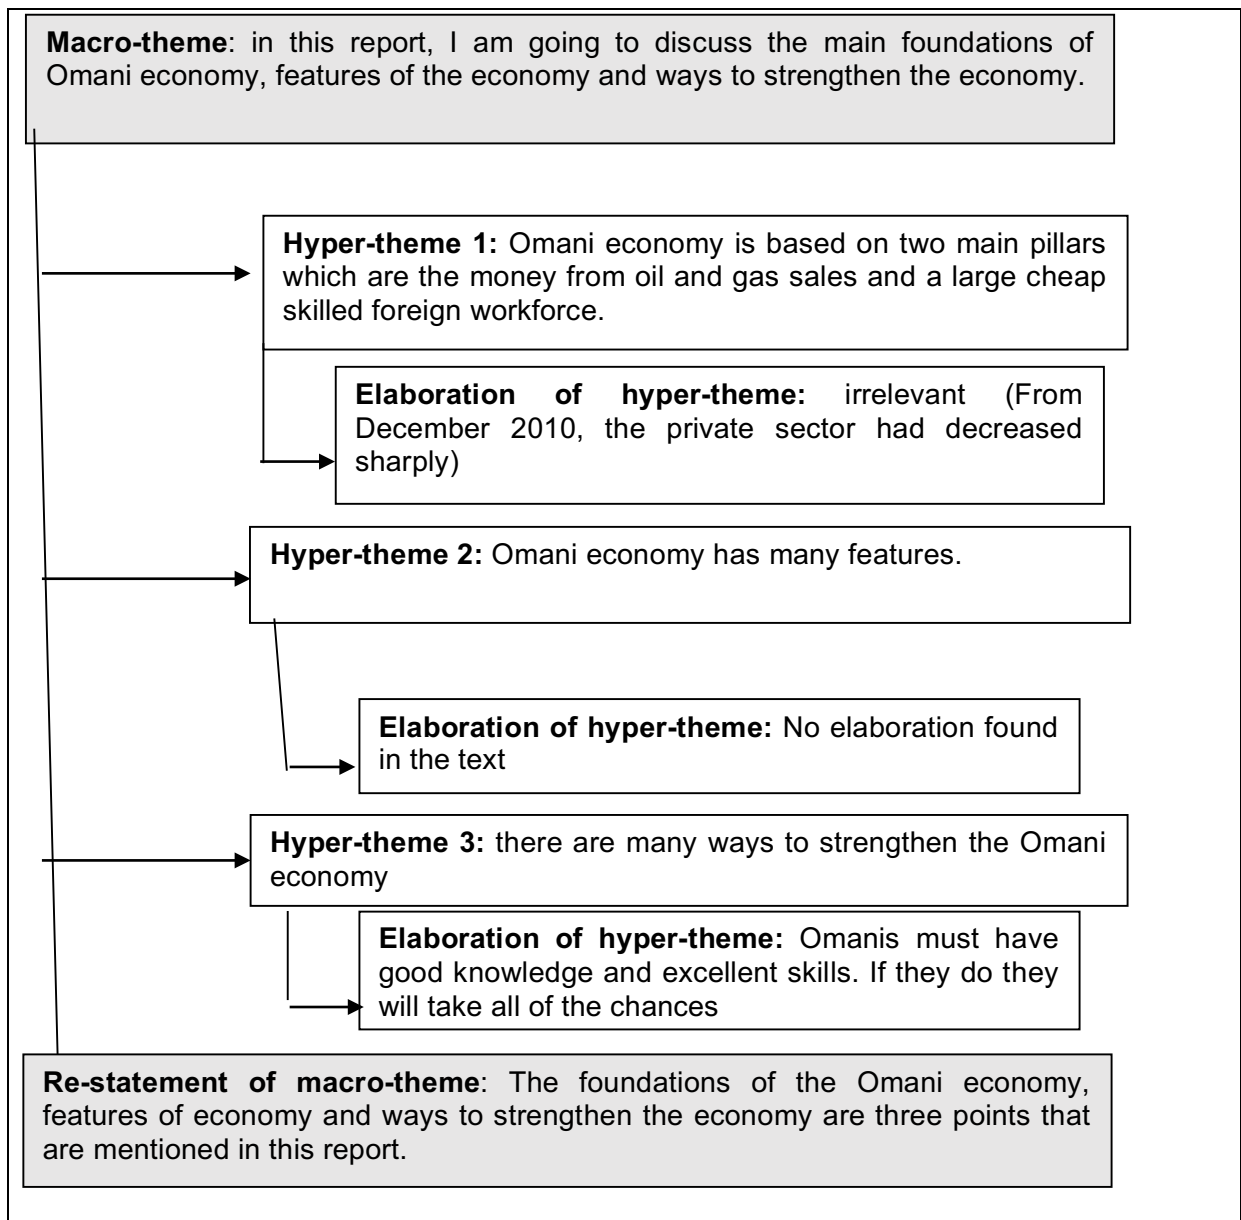 Macro-theme: in this report, I am going to discuss the main foundations of
Omani economy, features of the economy and ways to strengthen the economy.
Hyper-theme 1: Omani economy is based on two main pillars
which are the money from oil and gas sales and a large cheap
skilled foreign workforce.
Elaboration of hyper-theme: irrelevant (From
December 2010, the private sector had decreased
sharply)
Hyper-theme 2: Omani economy has many features.
Elaboration of hyper-theme: No elaboration found
in the text
Hyper-theme 3: there are many ways to strengthen the Omani
economy
Elaboration of hyper-theme: Omanis must have
good knowledge and excellent skills. If they do they
will take all of the chances
Re-statement of macro-theme: The foundations of the Omani economy,
features of economy and ways to strengthen the economy are three points that
are mentioned in this report.